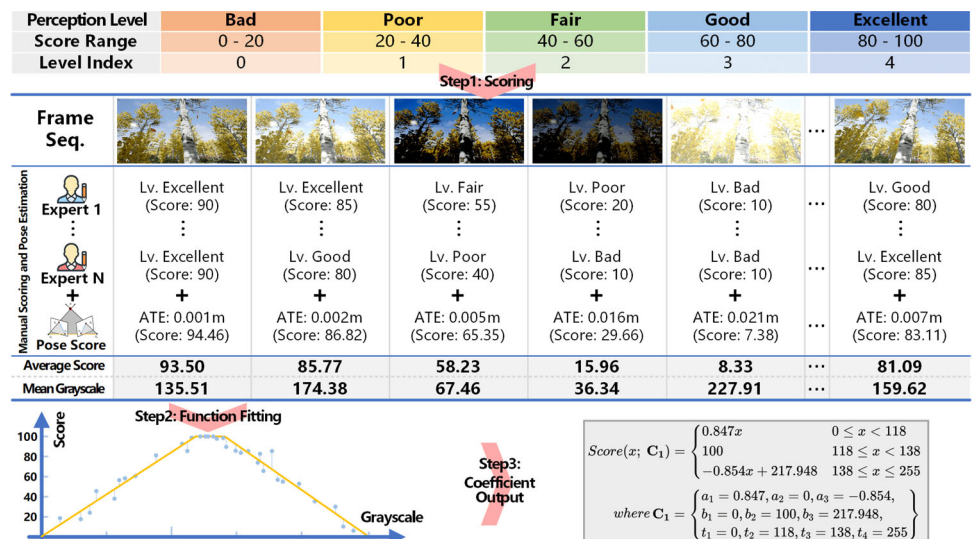 Perception Level Bad Poor Fair Good Excellent
Score Range 0 - 20 20 - 40 40 - 60 60 - 80 80 - 100
Level Index 0 1 2 3 4
Step1: Scoring
Frame Seq. ...
Manual Scoring and Pose Estimation
Expert 1 Lv. Excellent Lv. Excellent Lv. Fair Lv. Poor Lv. Bad ... Lv. Good
(Score: 90) (Score: 85) (Score: 55) (Score: 20) (Score: 10) (Score: 80)
⋮ ⋮ ⋮ ⋮ ⋮ ⋮ ⋮
Expert N Lv. Excellent Lv. Good Lv. Poor Lv. Bad Lv. Bad ... Lv. Excellent
(Score: 90) (Score: 80) (Score: 40) (Score: 10) (Score: 10) (Score: 85)
+ + + + + + +
ATE: 0.001m ATE: 0.002m ATE: 0.005m ATE: 0.016m ATE: 0.021m ... ATE: 0.007m
Pose Score (Score: 94.46) (Score: 86.82) (Score: 65.35) (Score: 29.66) (Score: 7.38) (Score: 83.11)
Average Score 93.50 85.77 58.23 15.96 8.33 ... 81.09
Mean Grayscale 135.51 174.38 67.46 36.34 227.91 ... 159.62
Step2: Function Fitting
Score
100
80
60
40
20
Grayscale
Step3:
Coefficient
Output
Score(x; C₁) = { 0.847x 0 ≤ x < 118
100 118 ≤ x < 138
−0.854x + 217.948 138 ≤ x ≤ 255
where C₁ = { a₁ = 0.847, a₂ = 0, a₃ = −0.854,
b₁ = 0, b₂ = 100, b₃ = 217.948,
t₁ = 0, t₂ = 118, t₃ = 138, t₄ = 255 }